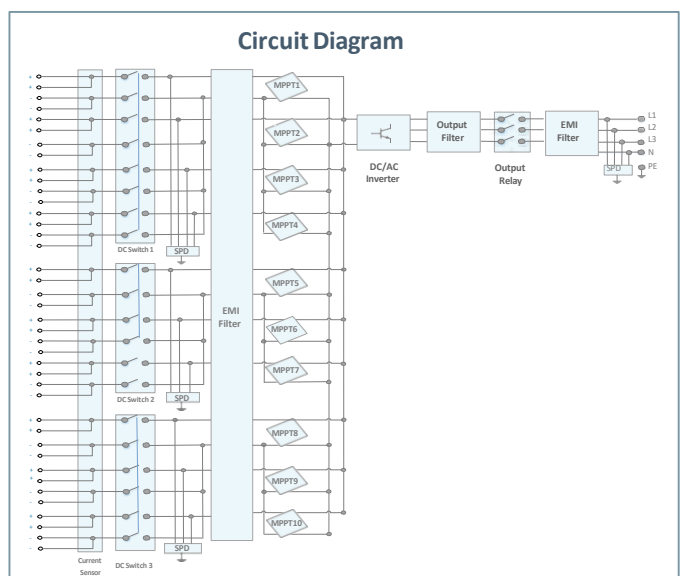 Circuit Diagram
MPPT1
MPPT2
MPPT3
MPPT4
DC Switch 1
SPD
MPPT5
EMI
Filter
MPPT6
MPPT7
DC Switch 2
SPD
MPPT8
MPPT9
MPPT10
SPD
Current
Sensor
DC Switch 3
DC/AC
Inverter
Output
Filter
Output
Relay
EMI
Filter
L1
L2
L3
N
SPD
PE